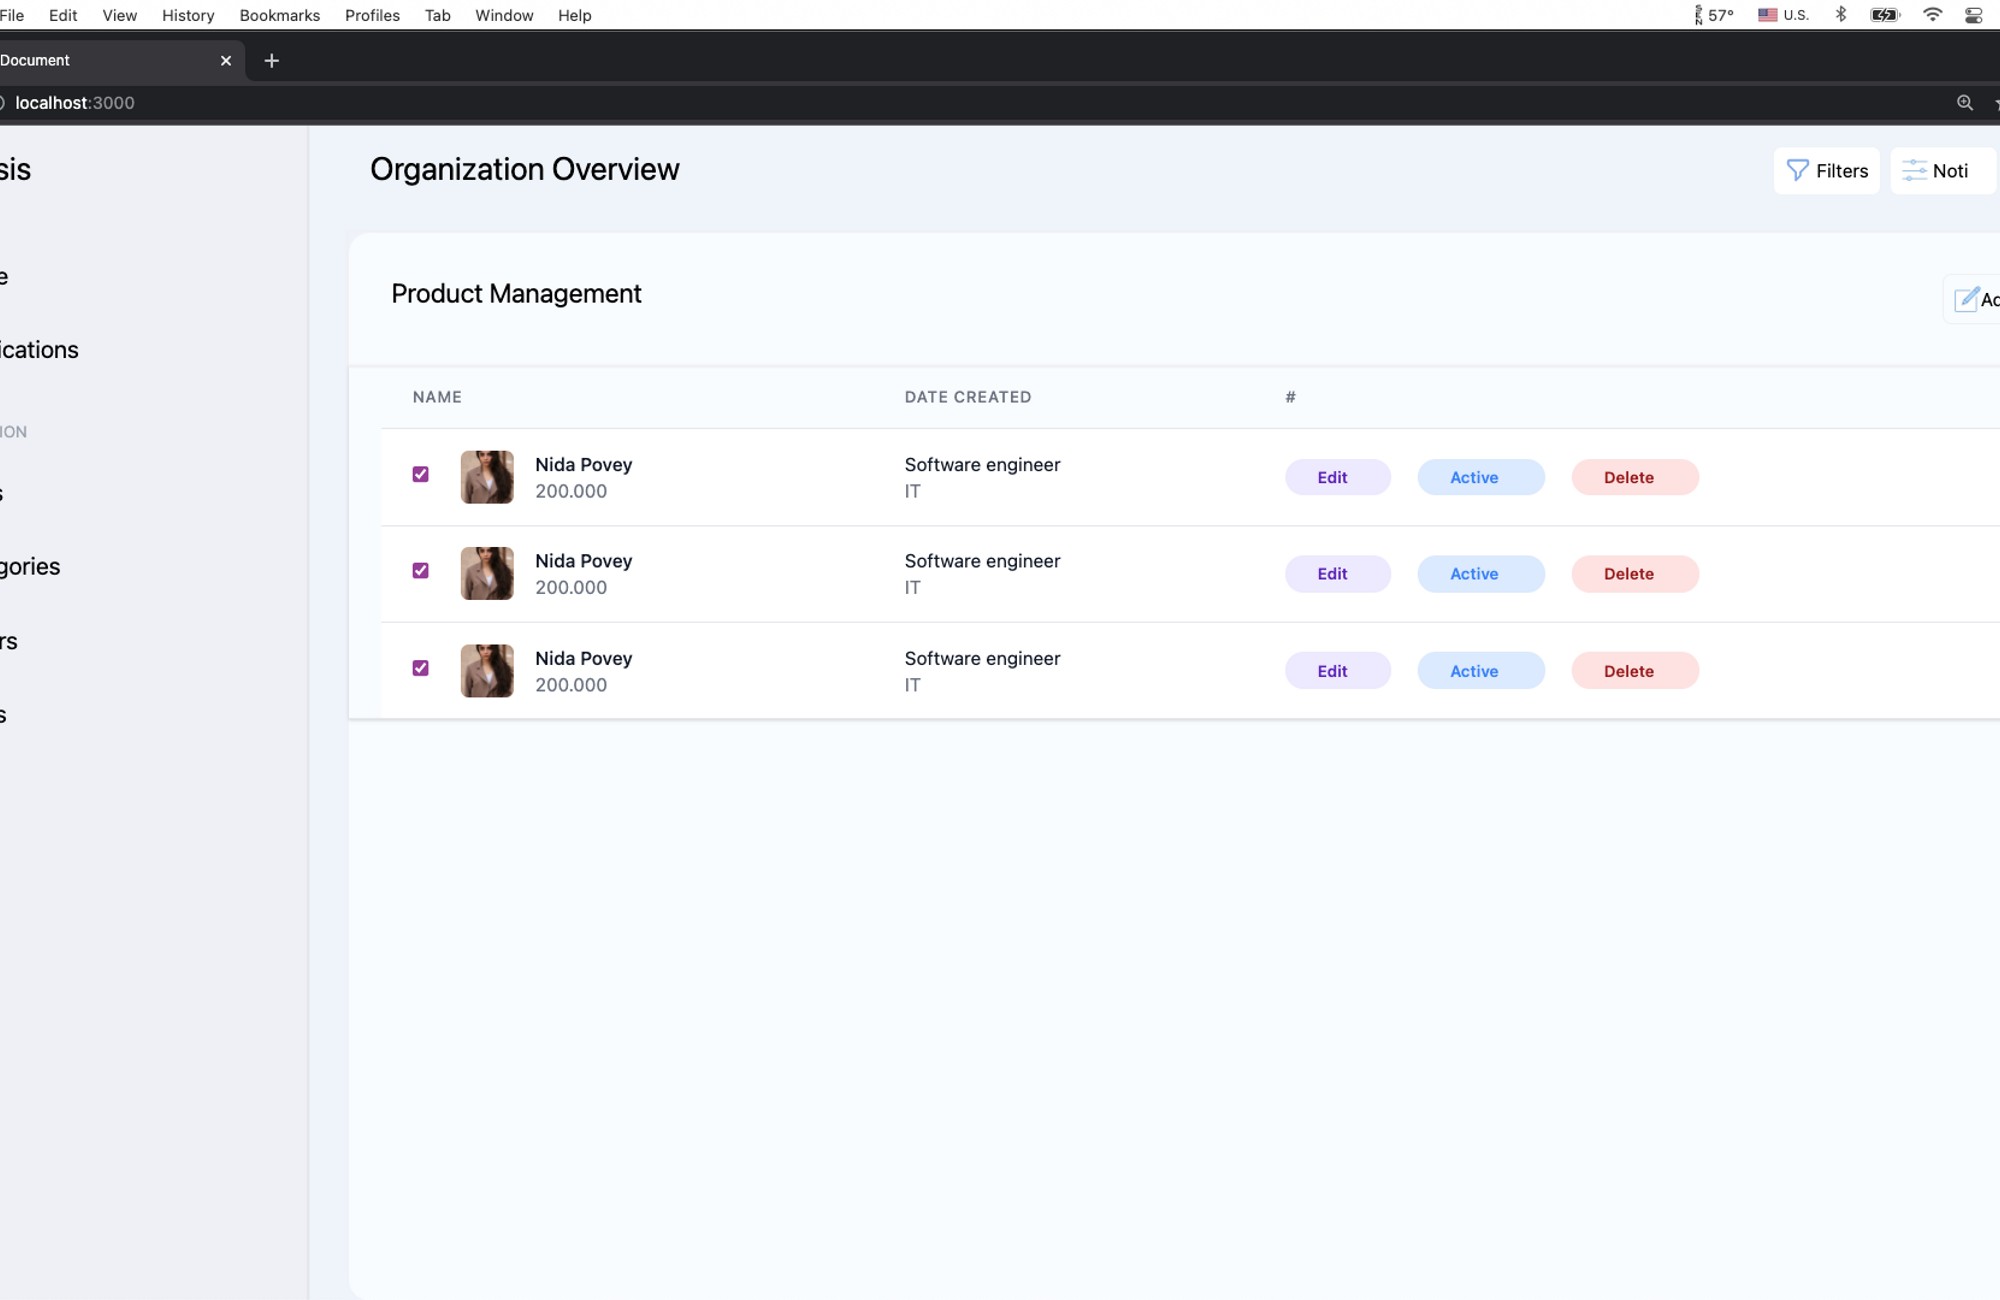 File Edit View History Bookmarks Profiles Tab Window Help SEN 57° U.S.
Document
localhost:3000
Organization Overview
Filters Noti
Product Management
NAME DATE CREATED #
Nida Povey Software engineer Edit Active Delete
200.000 IT
Nida Povey Software engineer Edit Active Delete
200.000 IT
Nida Povey Software engineer Edit Active Delete
200.000 IT
sis
e
ications
ION
s
gories
rs
s
Ad